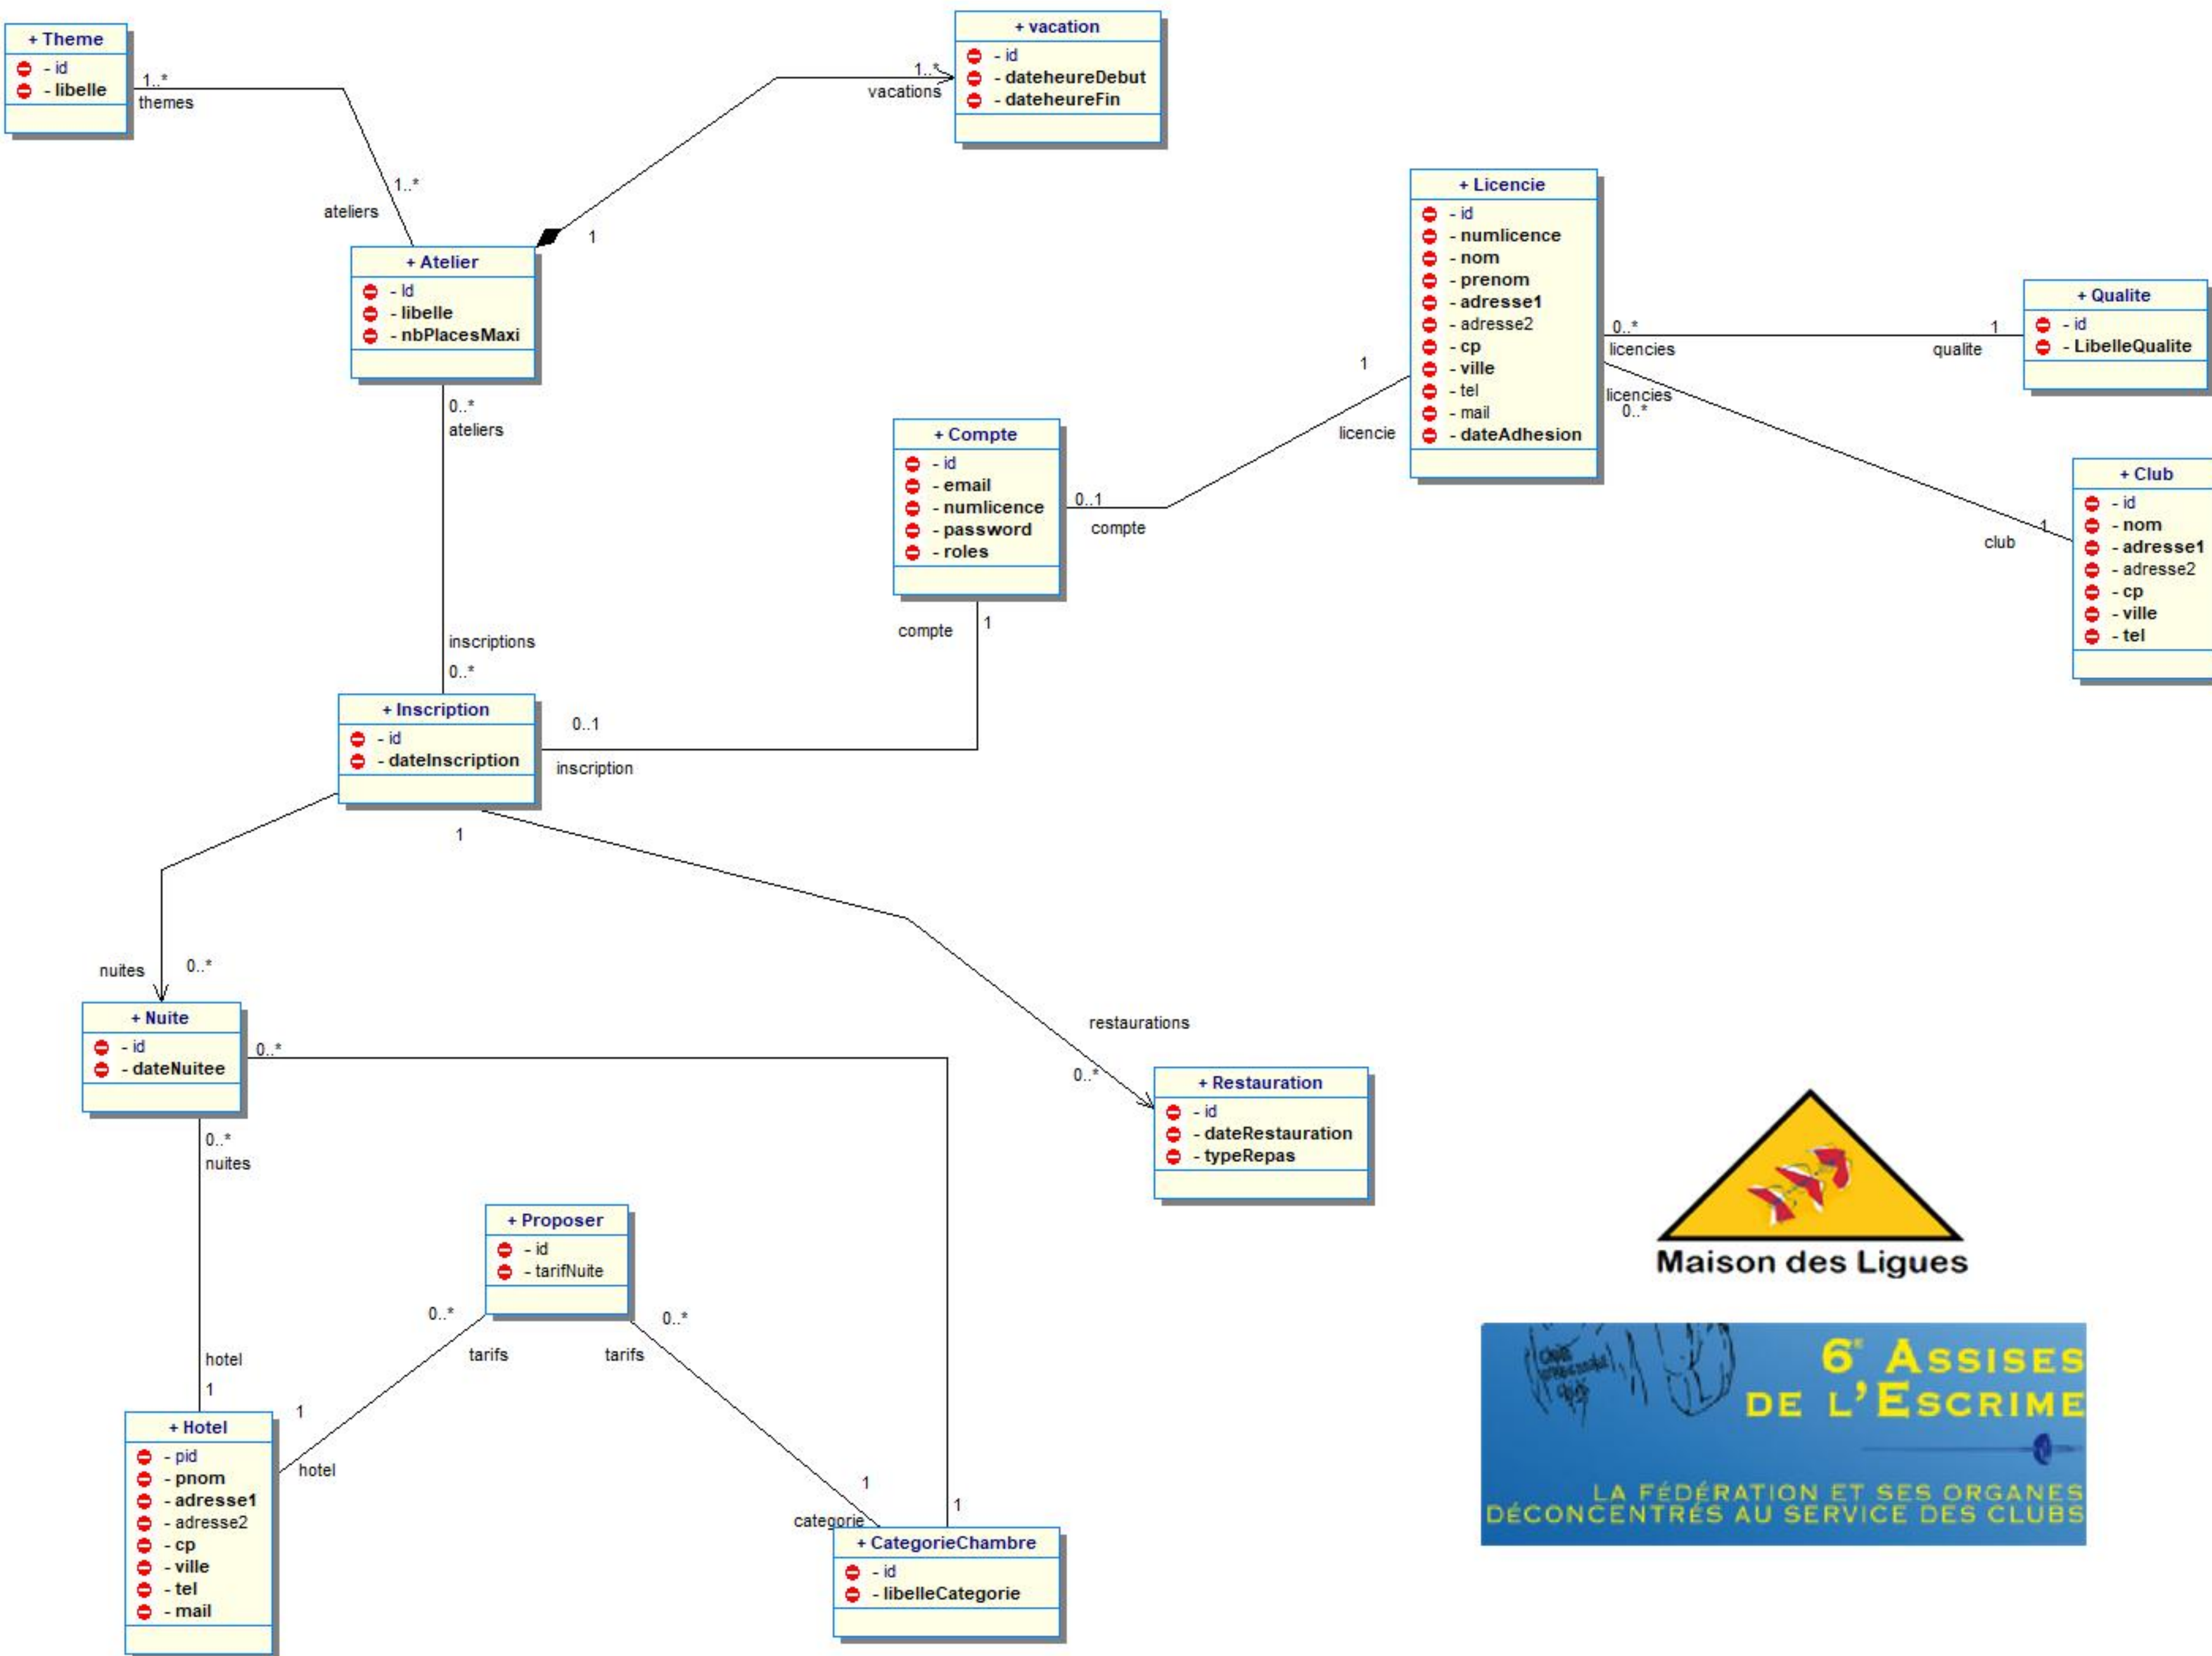 + Theme
- id
- libelle
1..*
themes
1..*
ateliers
+ vacation
- id
- dateheureDebut
- dateheureFin
1..*
vacations
1
+ Atelier
- Id
- libelle
- nbPlacesMaxi
0..*
ateliers
inscriptions
0..*
+ Licencie
- id
- numlicence
- nom
- prenom
- adresse1
- adresse2
- cp
- ville
- tel
- mail
- dateAdhesion
0..*
licencies
1
qualite
+ Qualite
- id
- LibelleQualite
licencies
0..*
1
club
+ Club
- id
- nom
- adresse1
- adresse2
- cp
- ville
- tel
1
licencie
+ Compte
- id
- email
- numlicence
- password
- roles
0..1
compte
compte
1
+ Inscription
- id
- dateInscription
0..1
inscription
1
nuites
0..*
restaurations
0..*
+ Nuite
- id
- dateNuitee
0..*
0..*
nuites
+ Restauration
- id
- dateRestauration
- typeRepas
+ Proposer
- id
- tarifNuite
0..*
tarifs
0..*
tarifs
hotel
1
+ Hotel
- pid
- pnom
- adresse1
- adresse2
- cp
- ville
- tel
- mail
1
hotel
1
categorie
1
+ CategorieChambre
- id
- libelleCategorie
Maison des Ligues
6E ASSISES
DE L'ESCRIME
LA FÉDÉRATION ET SES ORGANES
DÉCONCENTRÉS AU SERVICE DES CLUBS